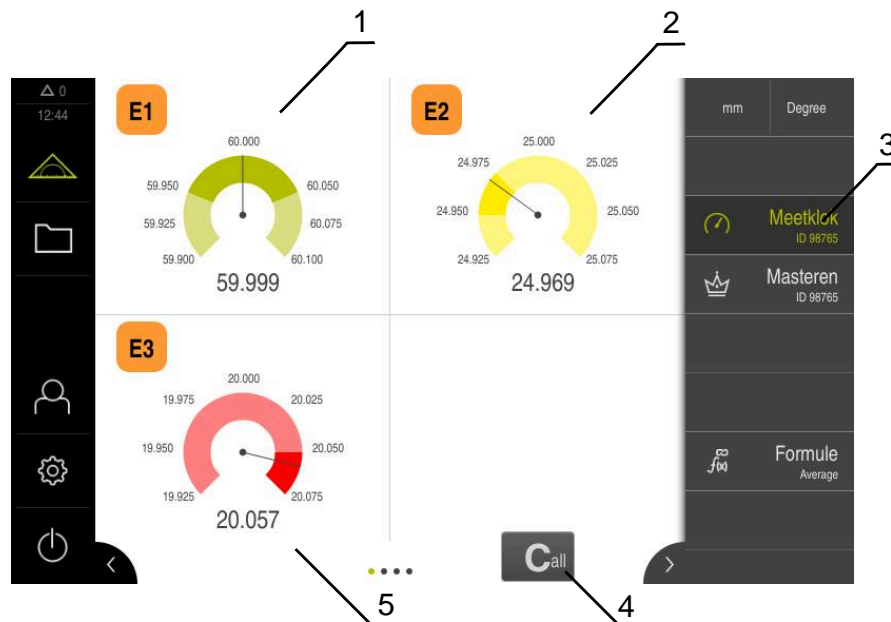 1
2
3
△ 0
12:44
E1
60.000
59.950
60.050
59.925
60.075
59.900
60.100
59.999
E2
25.000
24.975
25.025
24.950
25.050
24.925
25.075
24.969
mm Degree
Meetklok
ID 98765
Masteren
ID 98765
E3
20.000
19.975
20.025
19.950
20.050
19.925
20.075
20.057
f(x) Formule
Average
Call
5
4